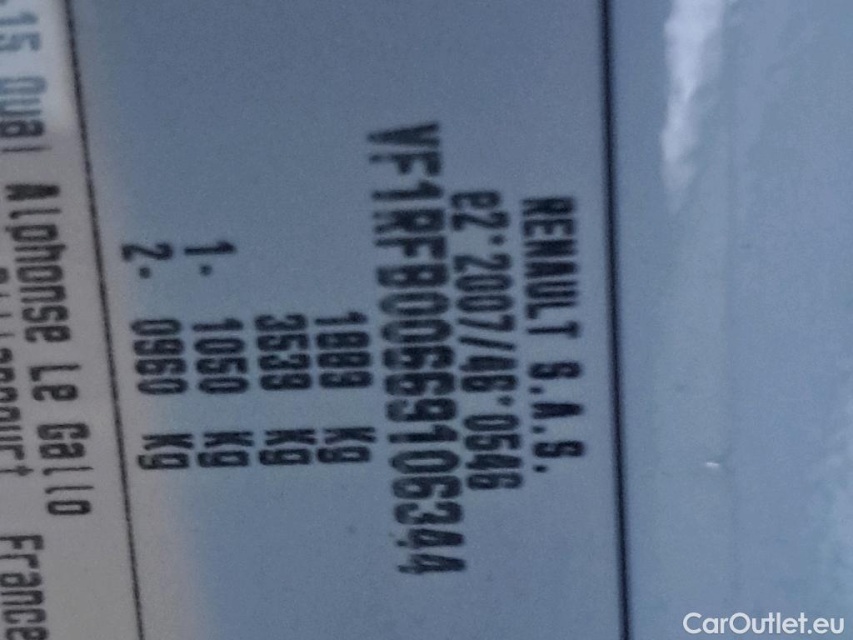 RENAULT S.A.S.
e2*2007/46*0546
VF1RFB00669106344
1889 Kg
3539 Kg
1- 1050 Kg
2- 0960 Kg
15 Quai Alphonse Le Gallo
France
CarOutlet.eu